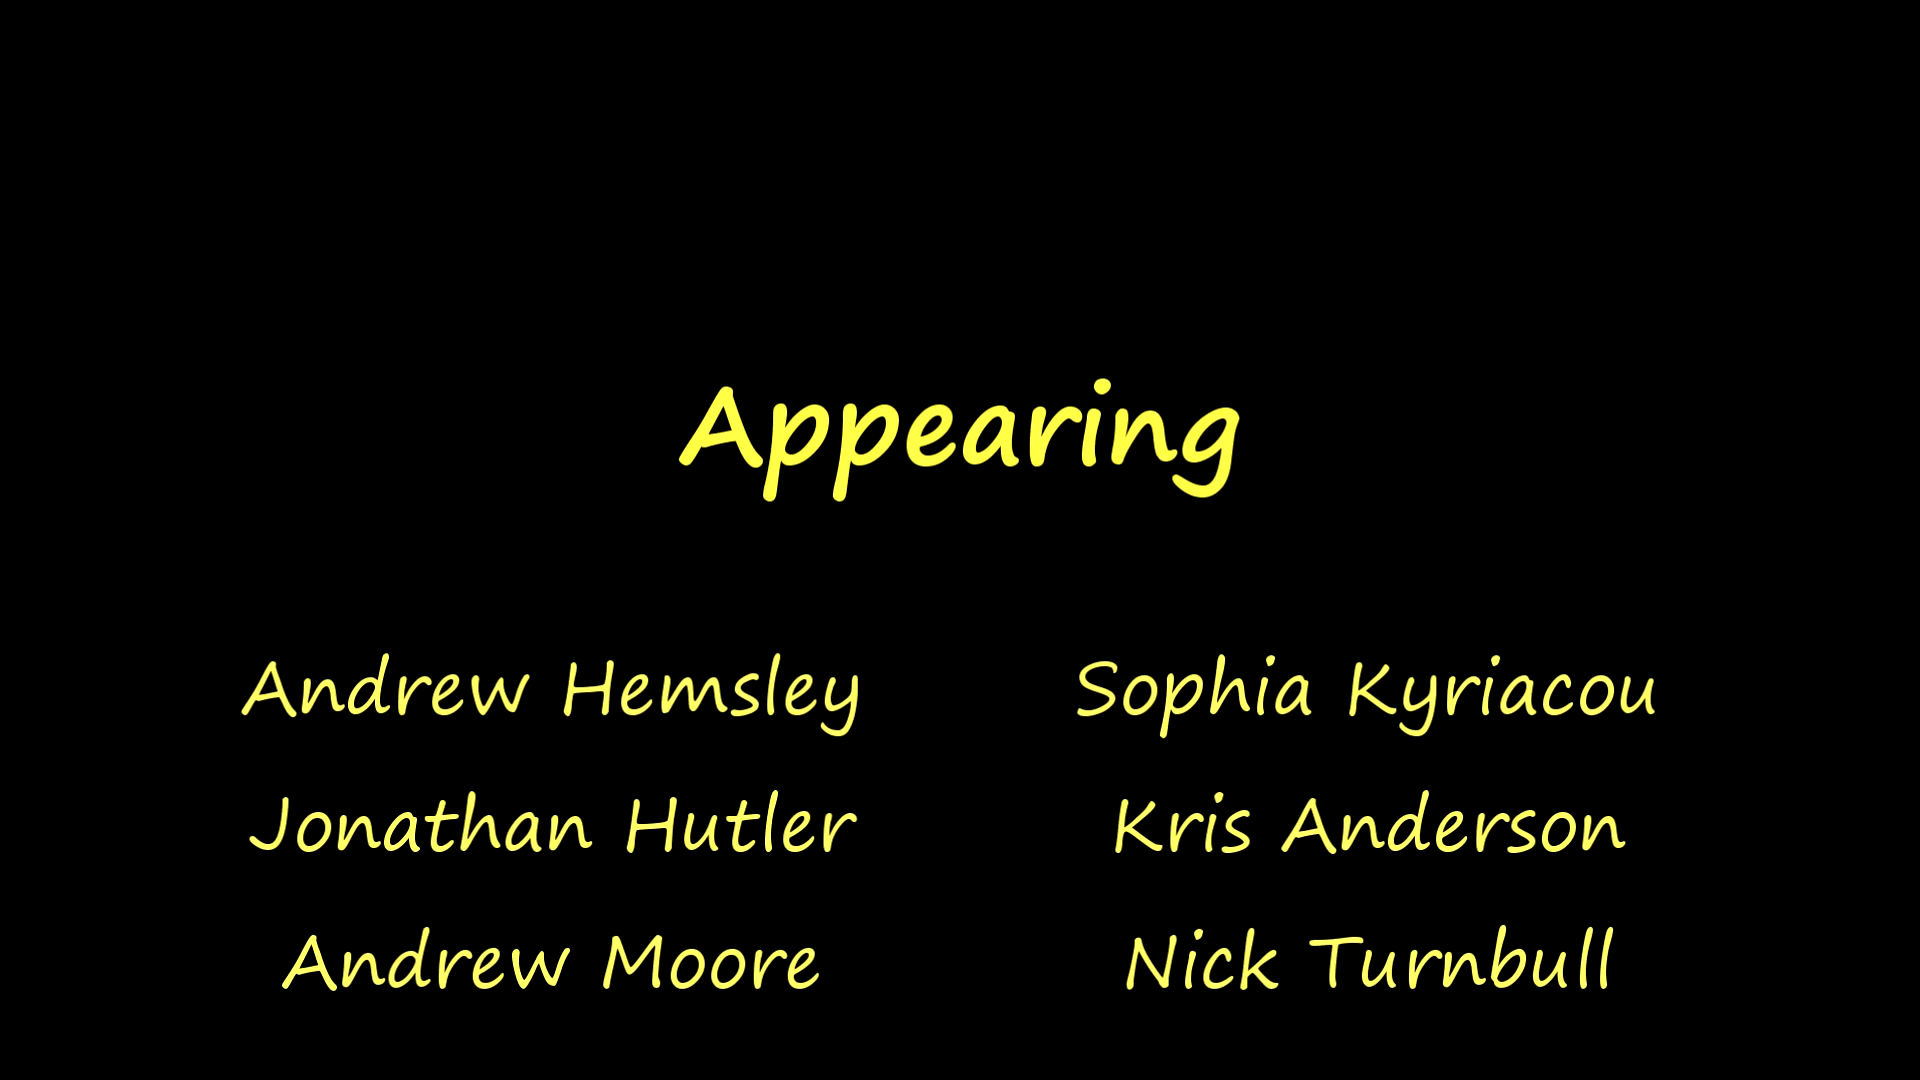 Appearing
Andrew Hemsley Sophia Kyriacou
Jonathan Hutler Kris Anderson
Andrew Moore Nick Turnbull